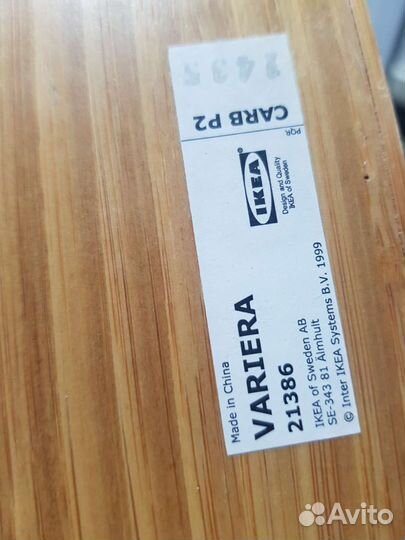 Made in China
VARIERA
21386
IKEA of Sweden AB
SE-343 81 Älmhult
© Inter IKEA Systems B.V. 1999
IKEA®
Design and Quality
IKEA of Sweden
PQR
CARB P2
2435
Avito